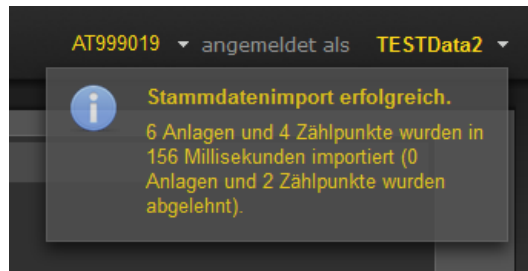 AT999019 angemeldet als TESTData2
Stammdatenimport erfolgreich.
6 Anlagen und 4 Zählpunkte wurden in
156 Millisekunden importiert (0
Anlagen und 2 Zählpunkte wurden
abgelehnt).